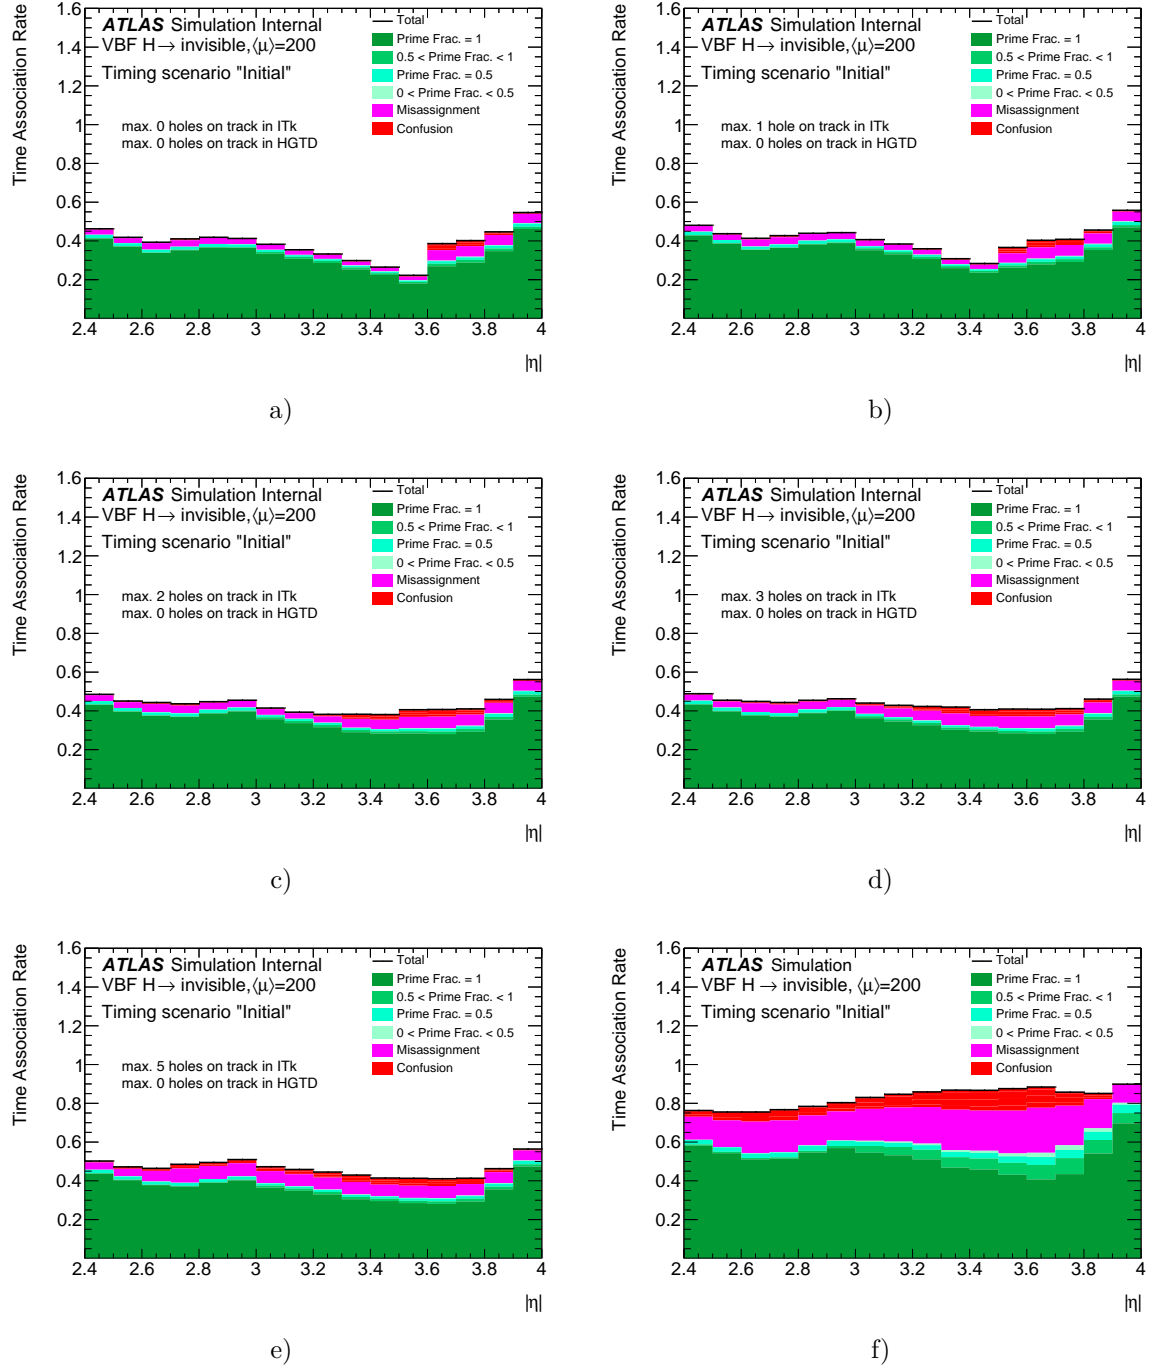 Time Association Rate
1.6
1.4
1.2
1
0.8
0.6
0.4
0.2
ATLAS Simulation Internal
VBF H→ invisible,⟨μ⟩=200
Timing scenario "Initial"
max. 0 holes on track in ITk
max. 0 holes on track in HGTD
Total
Prime Frac. = 1
0.5 < Prime Frac. < 1
Prime Frac. = 0.5
0 < Prime Frac. < 0.5
Misassignment
Confusion
2.4 2.6 2.8 3 3.2 3.4 3.6 3.8 4
|η|
a)
Time Association Rate
1.6
1.4
1.2
1
0.8
0.6
0.4
0.2
ATLAS Simulation Internal
VBF H→ invisible,⟨μ⟩=200
Timing scenario "Initial"
max. 1 hole on track in ITk
max. 0 holes on track in HGTD
Total
Prime Frac. = 1
0.5 < Prime Frac. < 1
Prime Frac. = 0.5
0 < Prime Frac. < 0.5
Misassignment
Confusion
2.4 2.6 2.8 3 3.2 3.4 3.6 3.8 4
|η|
b)
Time Association Rate
1.6
1.4
1.2
1
0.8
0.6
0.4
0.2
ATLAS Simulation Internal
VBF H→ invisible,⟨μ⟩=200
Timing scenario "Initial"
max. 2 holes on track in ITk
max. 0 holes on track in HGTD
Total
Prime Frac. = 1
0.5 < Prime Frac. < 1
Prime Frac. = 0.5
0 < Prime Frac. < 0.5
Misassignment
Confusion
2.4 2.6 2.8 3 3.2 3.4 3.6 3.8 4
|η|
c)
Time Association Rate
1.6
1.4
1.2
1
0.8
0.6
0.4
0.2
ATLAS Simulation Internal
VBF H→ invisible,⟨μ⟩=200
Timing scenario "Initial"
max. 3 holes on track in ITk
max. 0 holes on track in HGTD
Total
Prime Frac. = 1
0.5 < Prime Frac. < 1
Prime Frac. = 0.5
0 < Prime Frac. < 0.5
Misassignment
Confusion
2.4 2.6 2.8 3 3.2 3.4 3.6 3.8 4
|η|
d)
Time Association Rate
1.6
1.4
1.2
1
0.8
0.6
0.4
0.2
ATLAS Simulation Internal
VBF H→ invisible,⟨μ⟩=200
Timing scenario "Initial"
max. 5 holes on track in ITk
max. 0 holes on track in HGTD
Total
Prime Frac. = 1
0.5 < Prime Frac. < 1
Prime Frac. = 0.5
0 < Prime Frac. < 0.5
Misassignment
Confusion
2.4 2.6 2.8 3 3.2 3.4 3.6 3.8 4
|η|
e)
Time Association Rate
1.6
1.4
1.2
1
0.8
0.6
0.4
0.2
ATLAS Simulation
VBF H→ invisible, ⟨μ⟩=200
Timing scenario "Initial"
Total
Prime Frac. = 1
0.5 < Prime Frac. < 1
Prime Frac. = 0.5
0 < Prime Frac. < 0.5
Misassignment
Confusion
2.4 2.6 2.8 3 3.2 3.4 3.6 3.8 4
|η|
f)